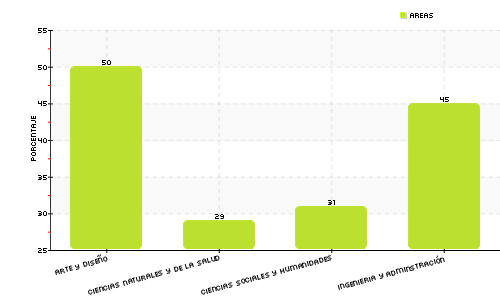 AREAS
PORCENTAJE
55
50
45
40
35
30
25
50
29
31
45
ARTE Y DISEÑO
CIENCIAS NATURALES Y DE LA SALUD
CIENCIAS SOCIALES Y HUMANIDADES
INGENIERIA Y ADMINSTRACIÓN